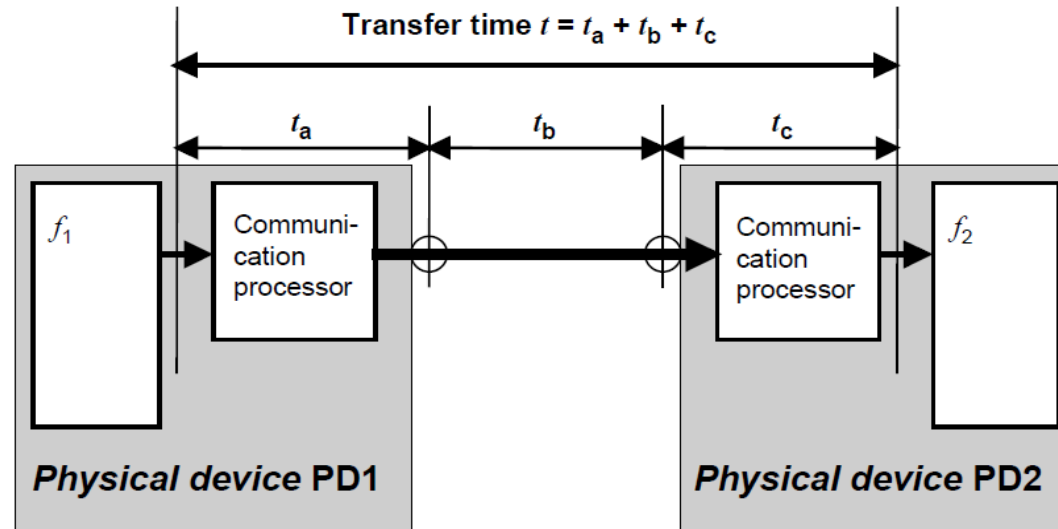 Transfer time t = ta + tb + tc
ta
tb
tc
f1
Communi-
cation
processor
Communi-
cation
processor
f2
Physical device PD1
Physical device PD2